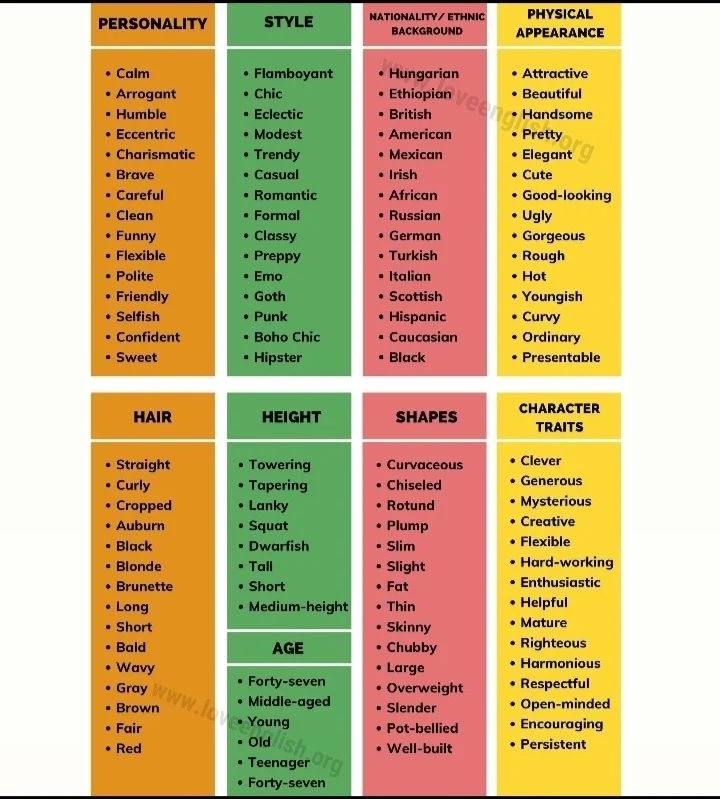 PERSONALITY
• Calm
• Arrogant
• Humble
• Eccentric
• Charismatic
• Brave
• Careful
• Clean
• Funny
• Flexible
• Polite
• Friendly
• Selfish
• Confident
• Sweet
STYLE
• Flamboyant
• Chic
• Eclectic
• Modest
• Trendy
• Casual
• Romantic
• Formal
• Classy
• Preppy
• Emo
• Goth
• Punk
• Boho Chic
• Hipster
NATIONALITY/ ETHNIC
BACKGROUND
• Hungarian
• Ethiopian
• British
• American
• Mexican
• Irish
• African
• Russian
• German
• Turkish
• Italian
• Scottish
• Hispanic
• Caucasian
• Black
PHYSICAL
APPEARANCE
• Attractive
• Beautiful
• Handsome
• Pretty
• Elegant
• Cute
• Good-looking
• Ugly
• Gorgeous
• Rough
• Hot
• Youngish
• Curvy
• Ordinary
• Presentable
www.loveenglish.org
HAIR
• Straight
• Curly
• Cropped
• Auburn
• Black
• Blonde
• Brunette
• Long
• Short
• Bald
• Wavy
• Gray
• Brown
• Fair
• Red
HEIGHT
• Towering
• Tapering
• Lanky
• Squat
• Dwarfish
• Tall
• Short
• Medium-height
AGE
• Forty-seven
• Middle-aged
• Young
• Old
• Teenager
• Forty-seven
www.loveenglish.org
SHAPES
• Curvaceous
• Chiseled
• Rotund
• Plump
• Slim
• Slight
• Fat
• Thin
• Skinny
• Chubby
• Large
• Overweight
• Slender
• Pot-bellied
• Well-built
CHARACTER
TRAITS
• Clever
• Generous
• Mysterious
• Creative
• Flexible
• Hard-working
• Enthusiastic
• Helpful
• Mature
• Righteous
• Harmonious
• Respectful
• Open-minded
• Encouraging
• Persistent